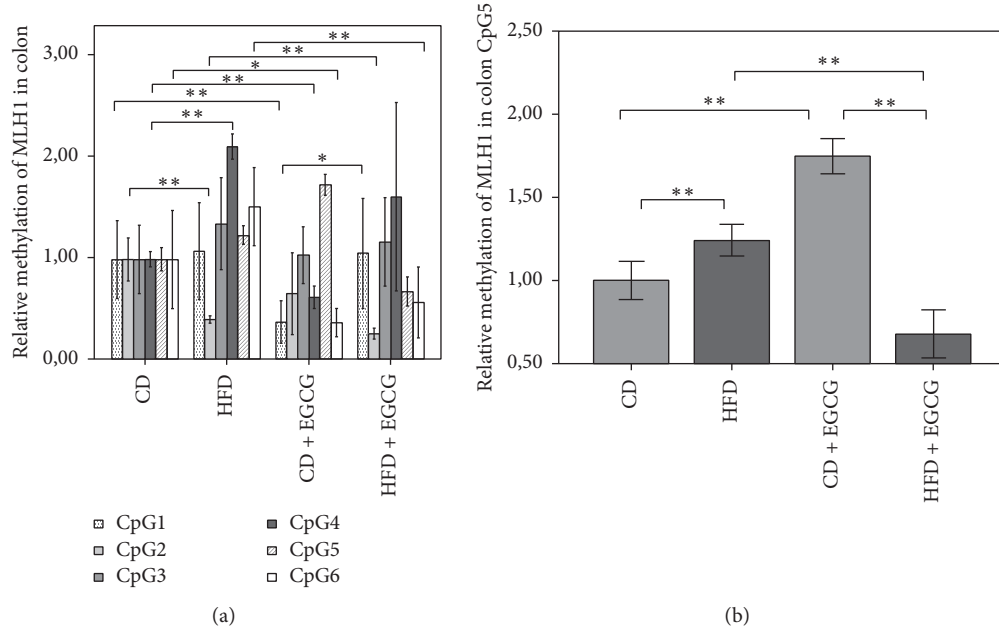 Relative methylation of MLH1 in colon
3,00
2,00
1,00
0,00
**
**
*
**
**
**
*
**
CD
HFD
CD + EGCG
HFD + EGCG
CpG1
CpG2
CpG3
CpG4
CpG5
CpG6
(a)
Relative methylation of MLH1 in colon CpG5
2,50
2,00
1,50
1,00
0,50
**
**
**
**
CD
HFD
CD + EGCG
HFD + EGCG
(b)